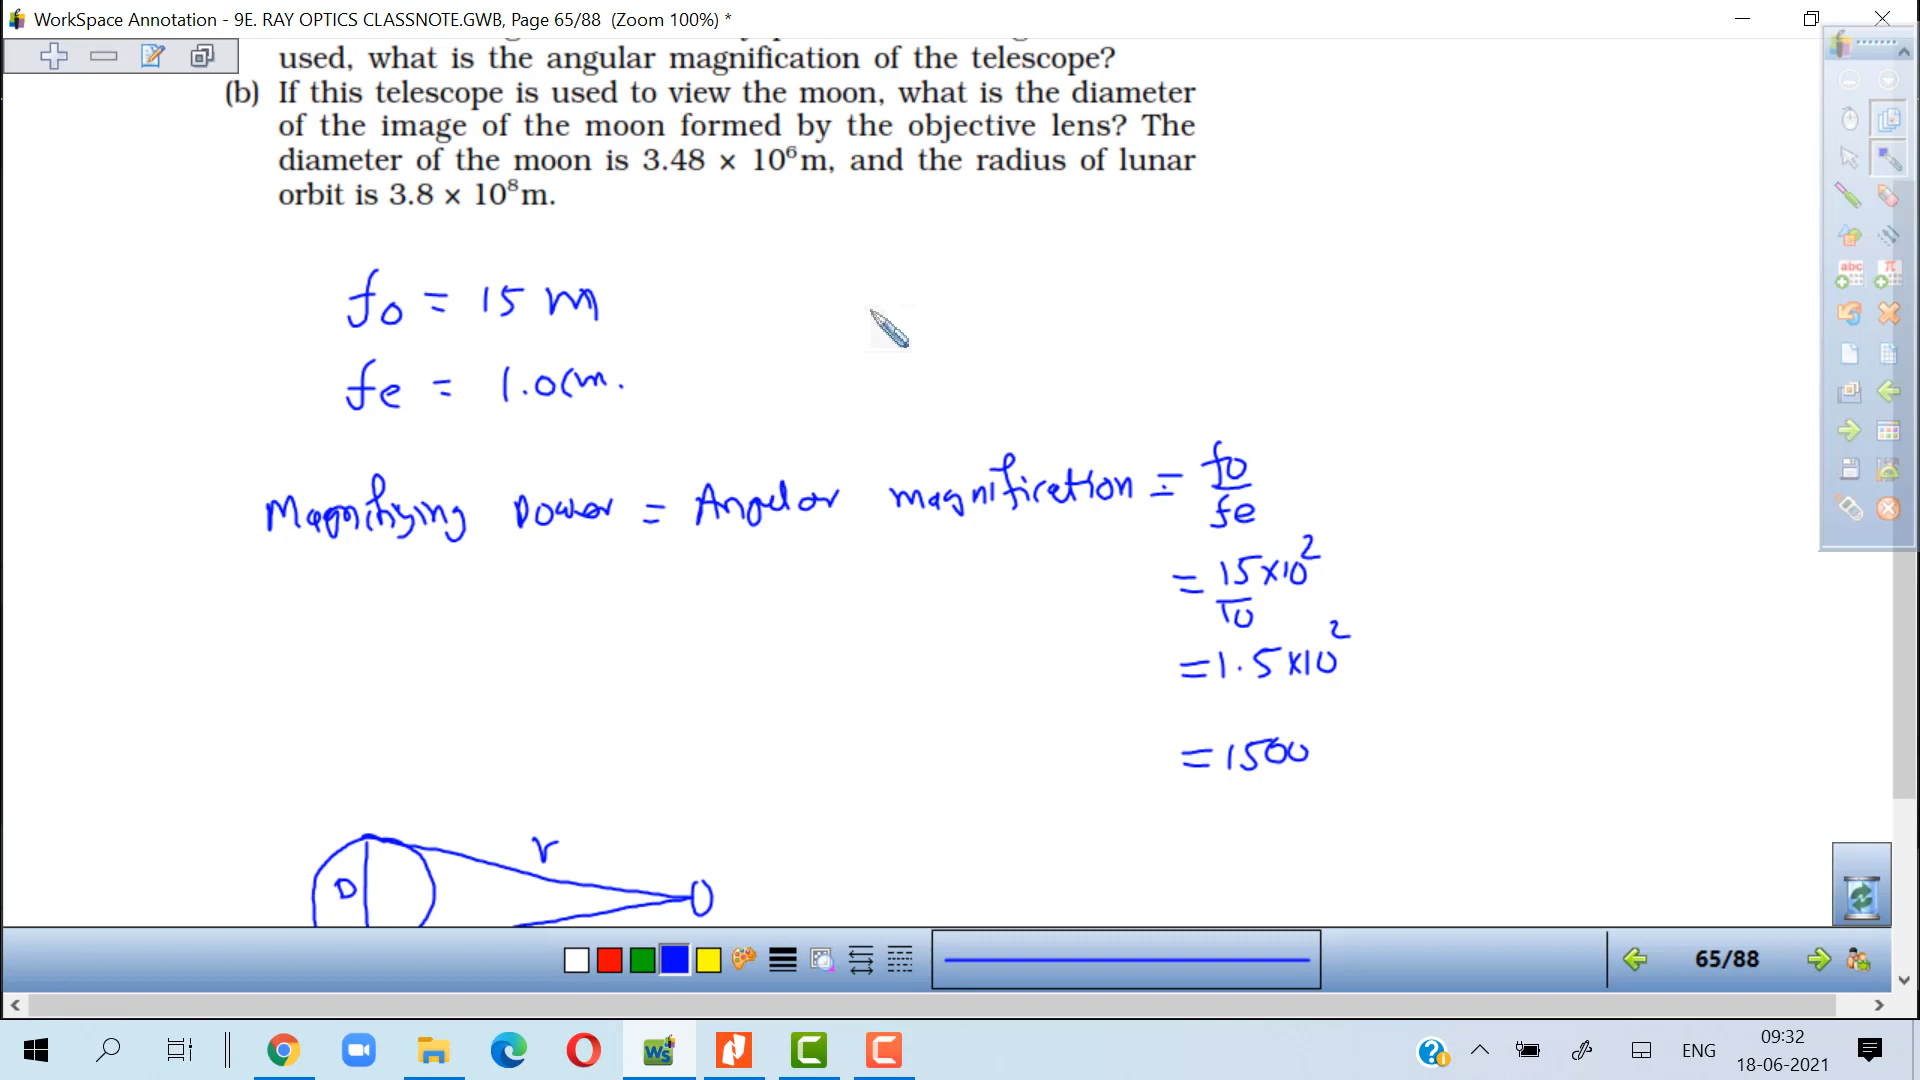 WorkSpace Annotation - 9E. RAY OPTICS CLASSNOTE.GWB, Page 65/88 (Zoom 100%) *
used, what is the angular magnification of the telescope?
(b) If this telescope is used to view the moon, what is the diameter
of the image of the moon formed by the objective lens? The
diameter of the moon is 3.48 × 10⁶m, and the radius of lunar
orbit is 3.8 × 10⁸m.
fo = 15 m
fe = 1.0cm.
Magnifying Power = Angular magnification = fo/fe
= 15×10²/10
= 1.5×10²
= 1500
r
D
abc
π
65/88
WS
ENG
09:32
18-06-2021